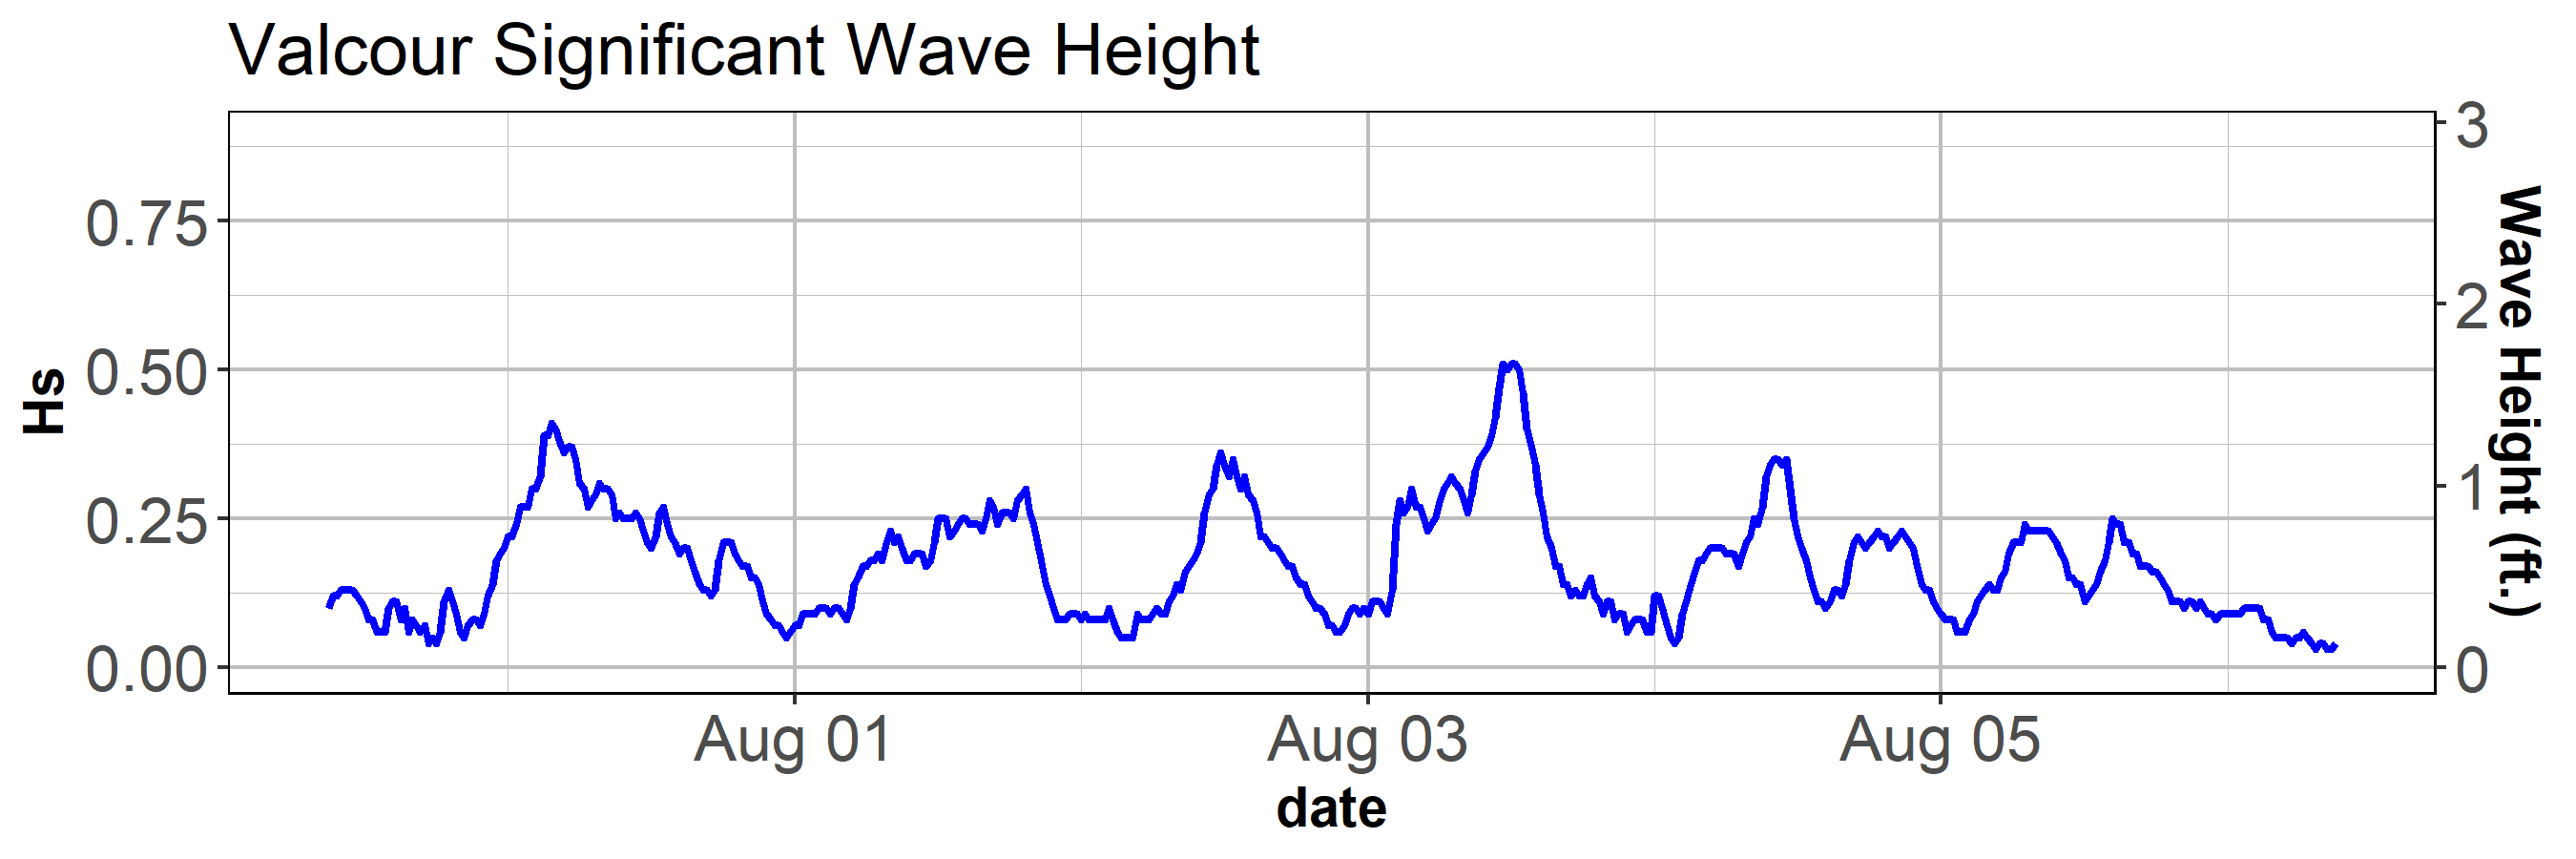 Valcour Significant Wave Height
Hs
0.75
0.50
0.25
0.00
3
2
1
0
Wave Height (ft.)
Aug 01
Aug 03
Aug 05
date